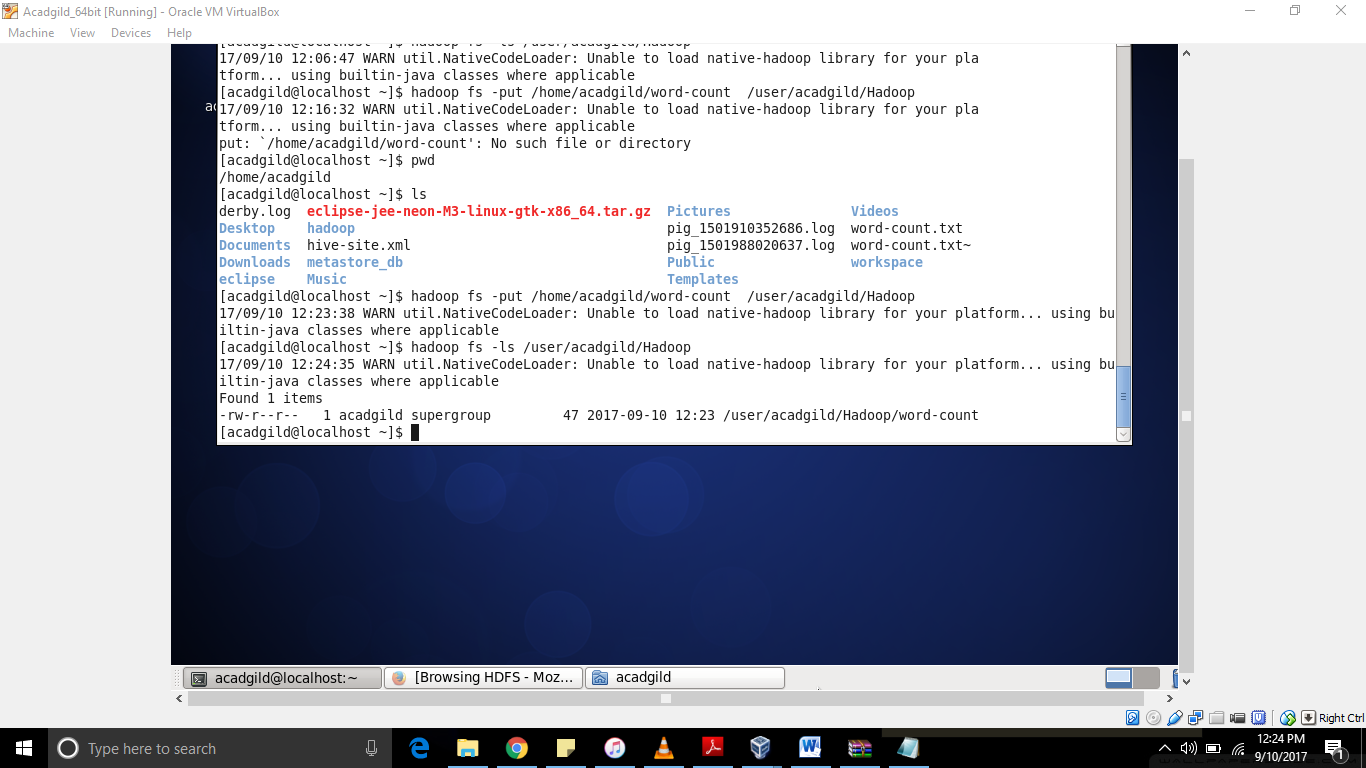 Acadgild_64bit [Running] - Oracle VM VirtualBox
Machine View Devices Help
[acadgild@localhost ~]$ hadoop fs -ls /user/acadgild/Hadoop
17/09/10 12:06:47 WARN util.NativeCodeLoader: Unable to load native-hadoop library for your pla
tform... using builtin-java classes where applicable
[acadgild@localhost ~]$ hadoop fs -put /home/acadgild/word-count  /user/acadgild/Hadoop
17/09/10 12:16:32 WARN util.NativeCodeLoader: Unable to load native-hadoop library for your pla
tform... using builtin-java classes where applicable
put: `/home/acadgild/word-count': No such file or directory
[acadgild@localhost ~]$ pwd
/home/acadgild
[acadgild@localhost ~]$ ls
derby.log  eclipse-jee-neon-M3-linux-gtk-x86_64.tar.gz  Pictures               Videos
Desktop    hadoop                                       pig_1501910352686.log  word-count.txt
Documents  hive-site.xml                                pig_1501988020637.log  word-count.txt~
Downloads  metastore_db                                 Public                 workspace
eclipse    Music                                        Templates
[acadgild@localhost ~]$ hadoop fs -put /home/acadgild/word-count  /user/acadgild/Hadoop
17/09/10 12:23:38 WARN util.NativeCodeLoader: Unable to load native-hadoop library for your platform... using bu
iltin-java classes where applicable
[acadgild@localhost ~]$ hadoop fs -ls /user/acadgild/Hadoop
17/09/10 12:24:35 WARN util.NativeCodeLoader: Unable to load native-hadoop library for your platform... using bu
iltin-java classes where applicable
Found 1 items
-rw-r--r--   1 acadgild supergroup         47 2017-09-10 12:23 /user/acadgild/Hadoop/word-count
[acadgild@localhost ~]$
acadgild@localhost:~ [Browsing HDFS - Moz... acadgild
Right Ctrl
Type here to search
12:24 PM
9/10/2017
1